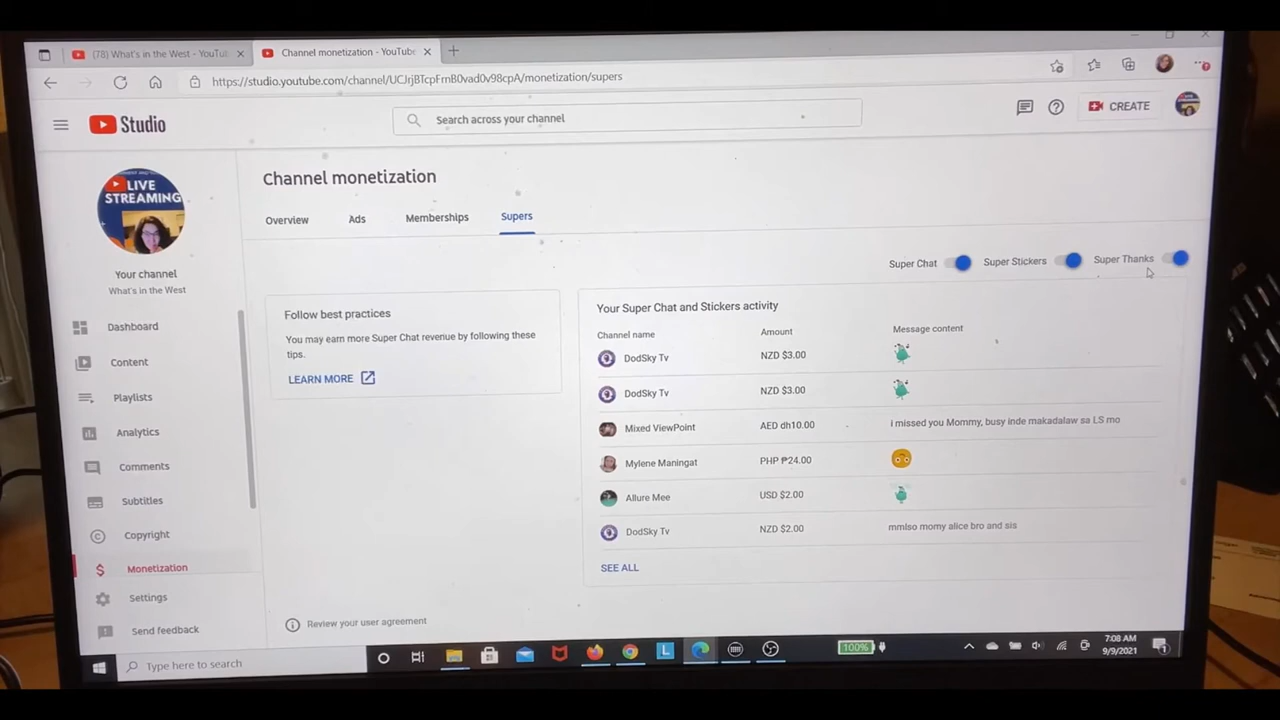 (78) What's in the West - YouTu
Channel monetization - YouTube
https://studio.youtube.com/channel/UCJrjBTcpFrnB0vad0v98cpA/monetization/supers
Studio
Search across your channel
CREATE
LIVE
STREAMING
Your channel
What's in the West
Dashboard
Content
Playlists
Analytics
Comments
Subtitles
Copyright
Monetization
Settings
Send feedback
Channel monetization
Overview Ads Memberships Supers
Super Chat Super Stickers Super Thanks
Follow best practices
You may earn more Super Chat revenue by following these
tips.
LEARN MORE
Your Super Chat and Stickers activity
Channel name Amount Message content
DodSky Tv NZD $3.00
DodSky Tv NZD $3.00
Mixed ViewPoint AED dh10.00 i missed you Mommy, busy inde makadalaw sa LS mo
Mylene Maningat PHP ₱24.00
Allure Mee USD $2.00
DodSky Tv NZD $2.00 mmlso momy alice bro and sis
SEE ALL
Review your user agreement
Type here to search
L
100%
7:08 AM
9/9/2021
1